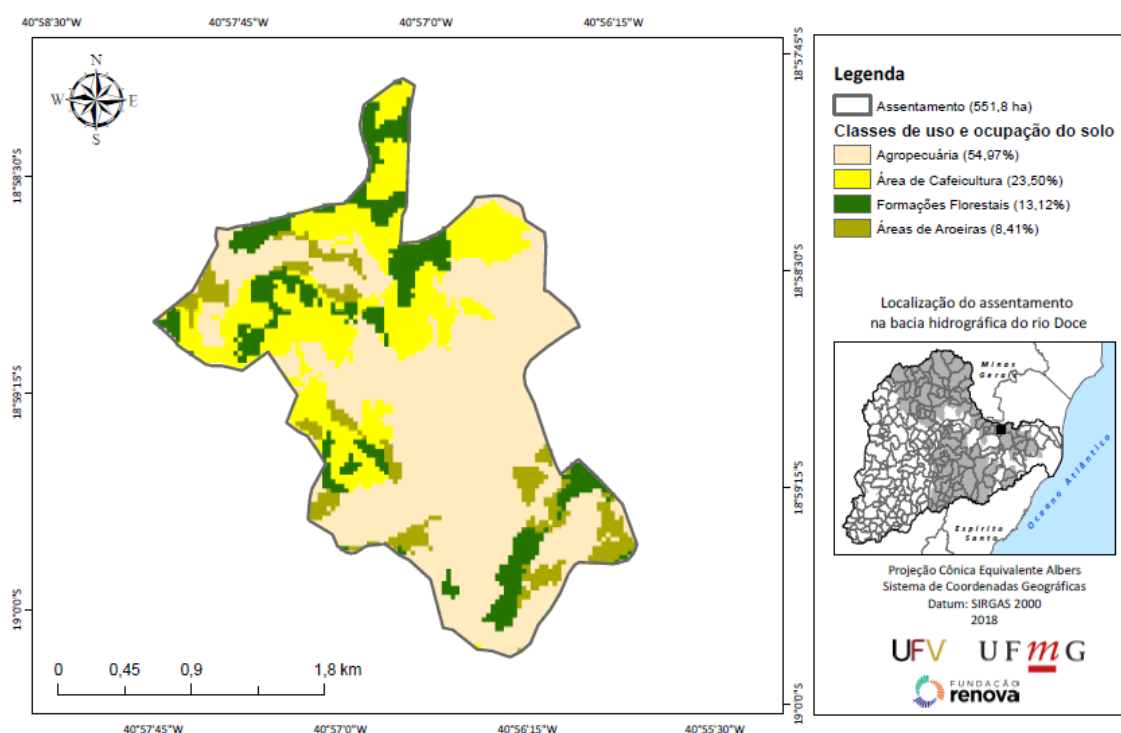 40°58'30"W 40°57'45"W 40°57'0"W 40°56'15"W
18°57'45"S
18°58'30"S
18°58'30"S
18°59'15"S
18°59'15"S
19°0'0"S
19°0'0"S
N
W E
S
0 0,45 0,9 1,8 km
40°57'45"W 40°57'0"W 40°56'15"W 40°55'30"W
Legenda
Assentamento (551,8 ha)
Classes de uso e ocupação do solo
Agropecuária (54,97%)
Área de Cafeicultura (23,50%)
Formações Florestais (13,12%)
Áreas de Aroeiras (8,41%)
Localização do assentamento
na bacia hidrográfica do rio Doce
Minas
Gerais
Oceano Atlântico
Espírito
Santo
Projeção Cônica Equivalente Albers
Sistema de Coordenadas Geográficas
Datum: SIRGAS 2000
2018
UFV UFmG
FUNDAÇÃO
renova